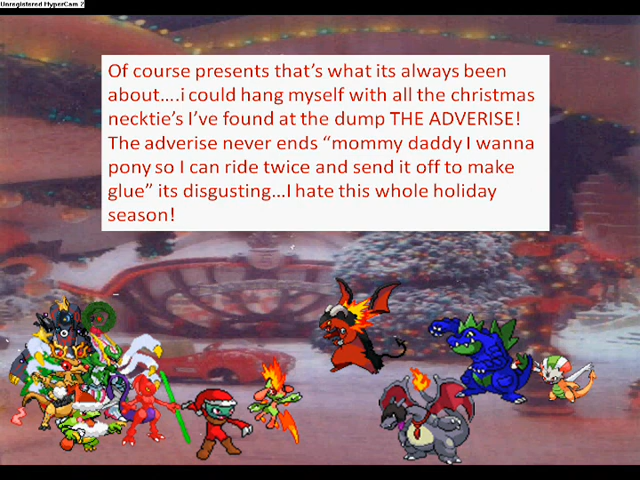 Unregistered HyperCam 2
Of course presents that's what its always been
about....i could hang myself with all the christmas
necktie's I've found at the dump THE ADVERISE!
The adverise never ends "mommy daddy I wanna
pony so I can ride twice and send it off to make
glue" its disgusting...I hate this whole holiday
season!